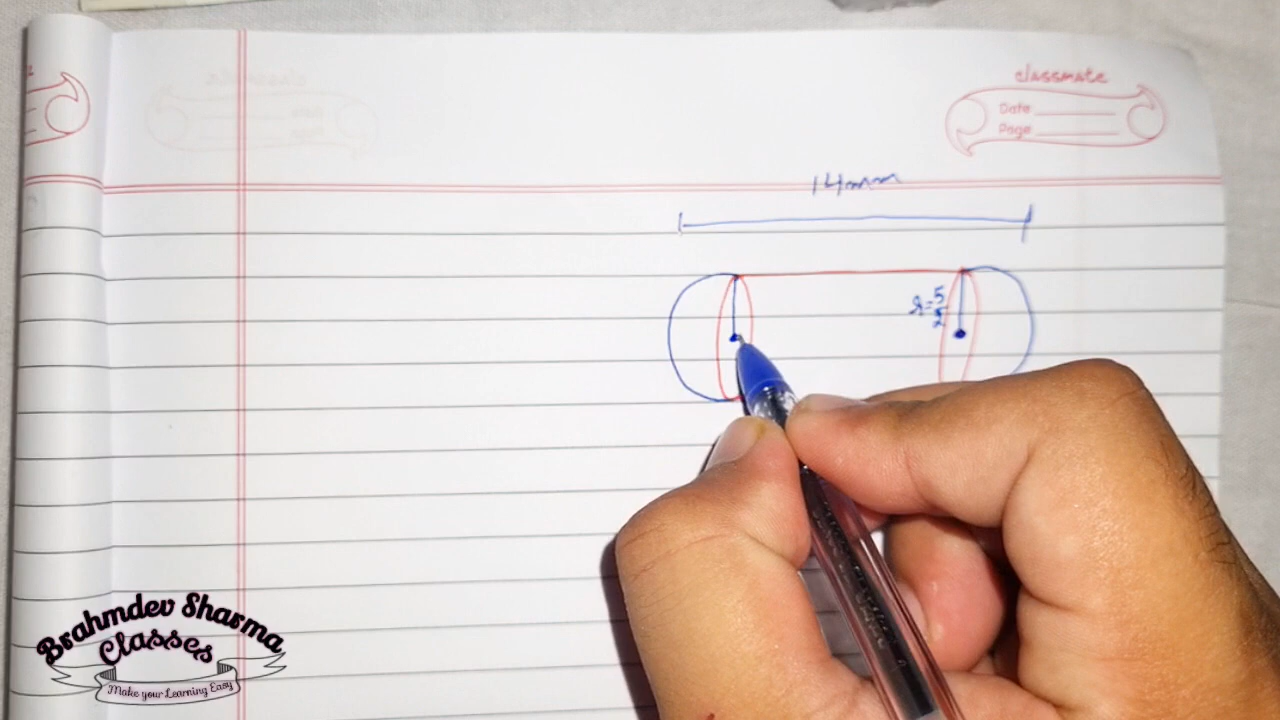 classmate
Date
Page
14mm
r=5/2
Brahmdev Sharma
Classes
Make your Learning Easy